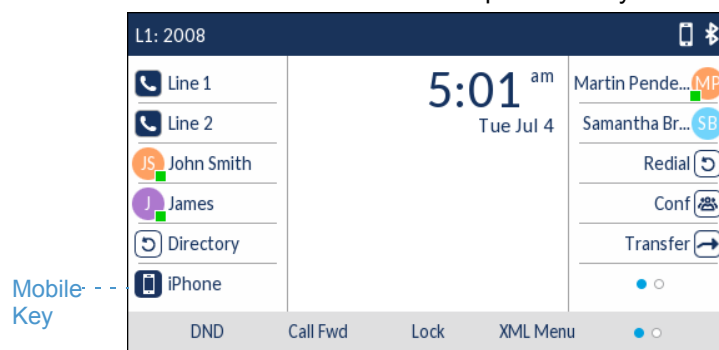 L1: 2008
Line 1
Line 2
JS John Smith
J James
Directory
iPhone
5:01 am
Tue Jul 4
Martin Pende... MP
Samantha Br... SB
Redial
Conf
Transfer
DND Call Fwd Lock XML Menu
Mobile
Key